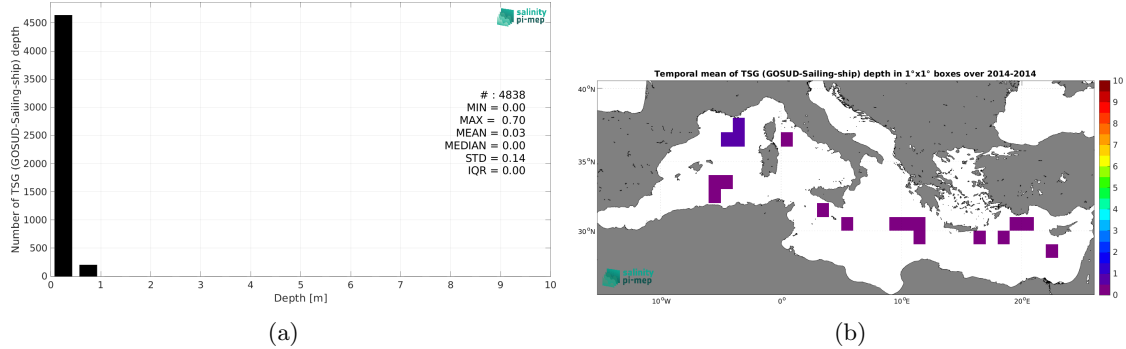 4500
4000
3500
3000
2500
2000
1500
1000
500
0
Number of TSG (GOSUD-Sailing-ship) depth
salinity
pi-mep
# : 4838
MIN = 0.00
MAX = 0.70
MEAN = 0.03
MEDIAN = 0.00
STD = 0.14
IQR = 0.00
0 1 2 3 4 5 6 7 8 9 10
Depth [m]
(a)
Temporal mean of TSG (GOSUD-Sailing-ship) depth in 1°x1° boxes over 2014-2014
40°N
35°N
30°N
10°W 0° 10°E 20°E
salinity
pi-mep
10
9
8
7
6
5
4
3
2
1
0
(b)